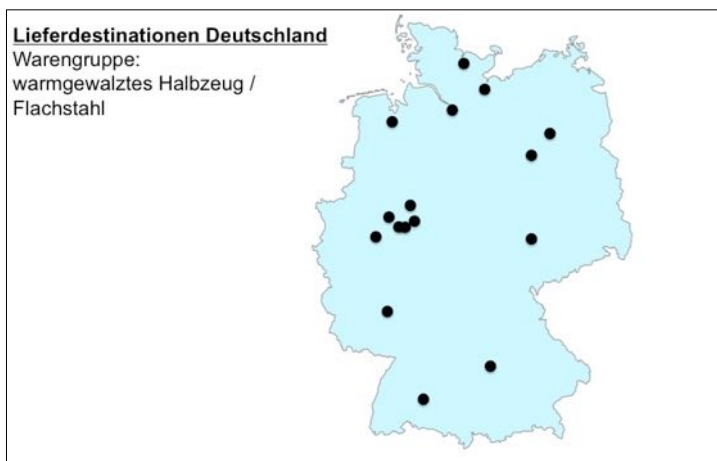 Lieferdestinationen Deutschland
Warengruppe:
warmgewalztes Halbzeug /
Flachstahl